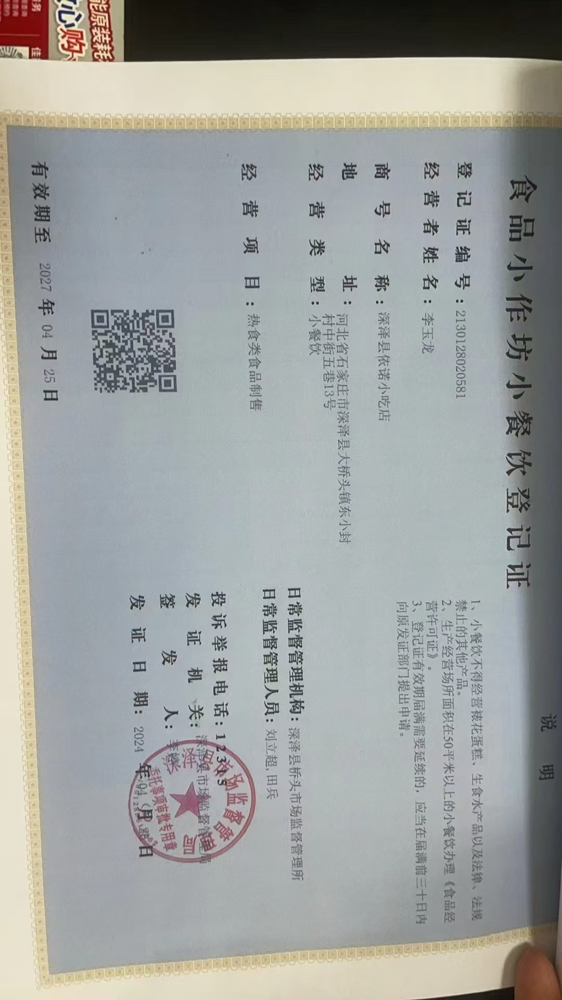 能原装耗
心购
食品小作坊小餐饮登记证
登记证编号：2130128020581
经营者姓名：李玉龙
商号名称：深泽县依诺小吃店
地址：河北省石家庄市深泽县大桥头镇东小封
村中街五巷13号
经营类型：小餐饮
经营项目：热食类食品制售
有效期至 2027年04月25日
说明
1、小餐饮不得经营裱花蛋糕、生食水产品以及法律、法规
禁止的其他产品。
2、生产经营场所面积在50平米以上的小餐饮办理《食品经
营许可证》。
3、登记证有效期届满需要延续的，应当在届满前三十日内
向原发证部门提出申请。
日常监督管理机构：深泽县桥头市场监督管理所
日常监督管理人员：刘立超,田兵
投诉举报电话：12315
发证机关：深泽县市场监督管理局
签发人：李
发证日期：2024年04月 日
市场监督管理局
委托事项审批专用章